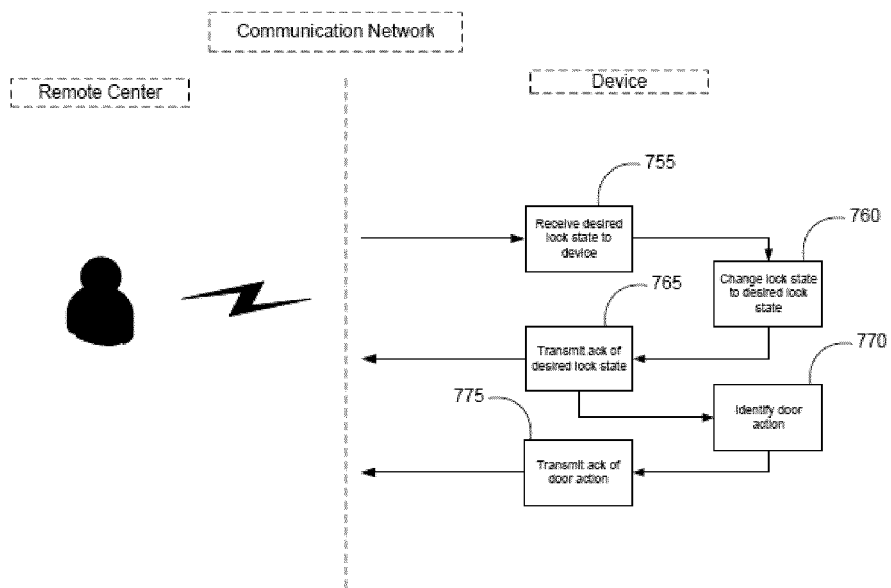 Communication Network
Remote Center
Device
755
Receive desired
lock state to
device
760
Change lock state
to desired lock
state
765
Transmit ack of
desired lock state
770
Identify door
action
775
Transmit ack of
door action